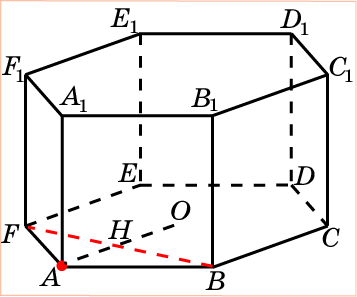 E₁ D₁
F₁ C₁
A₁ B₁
E D
O
F H C
A B